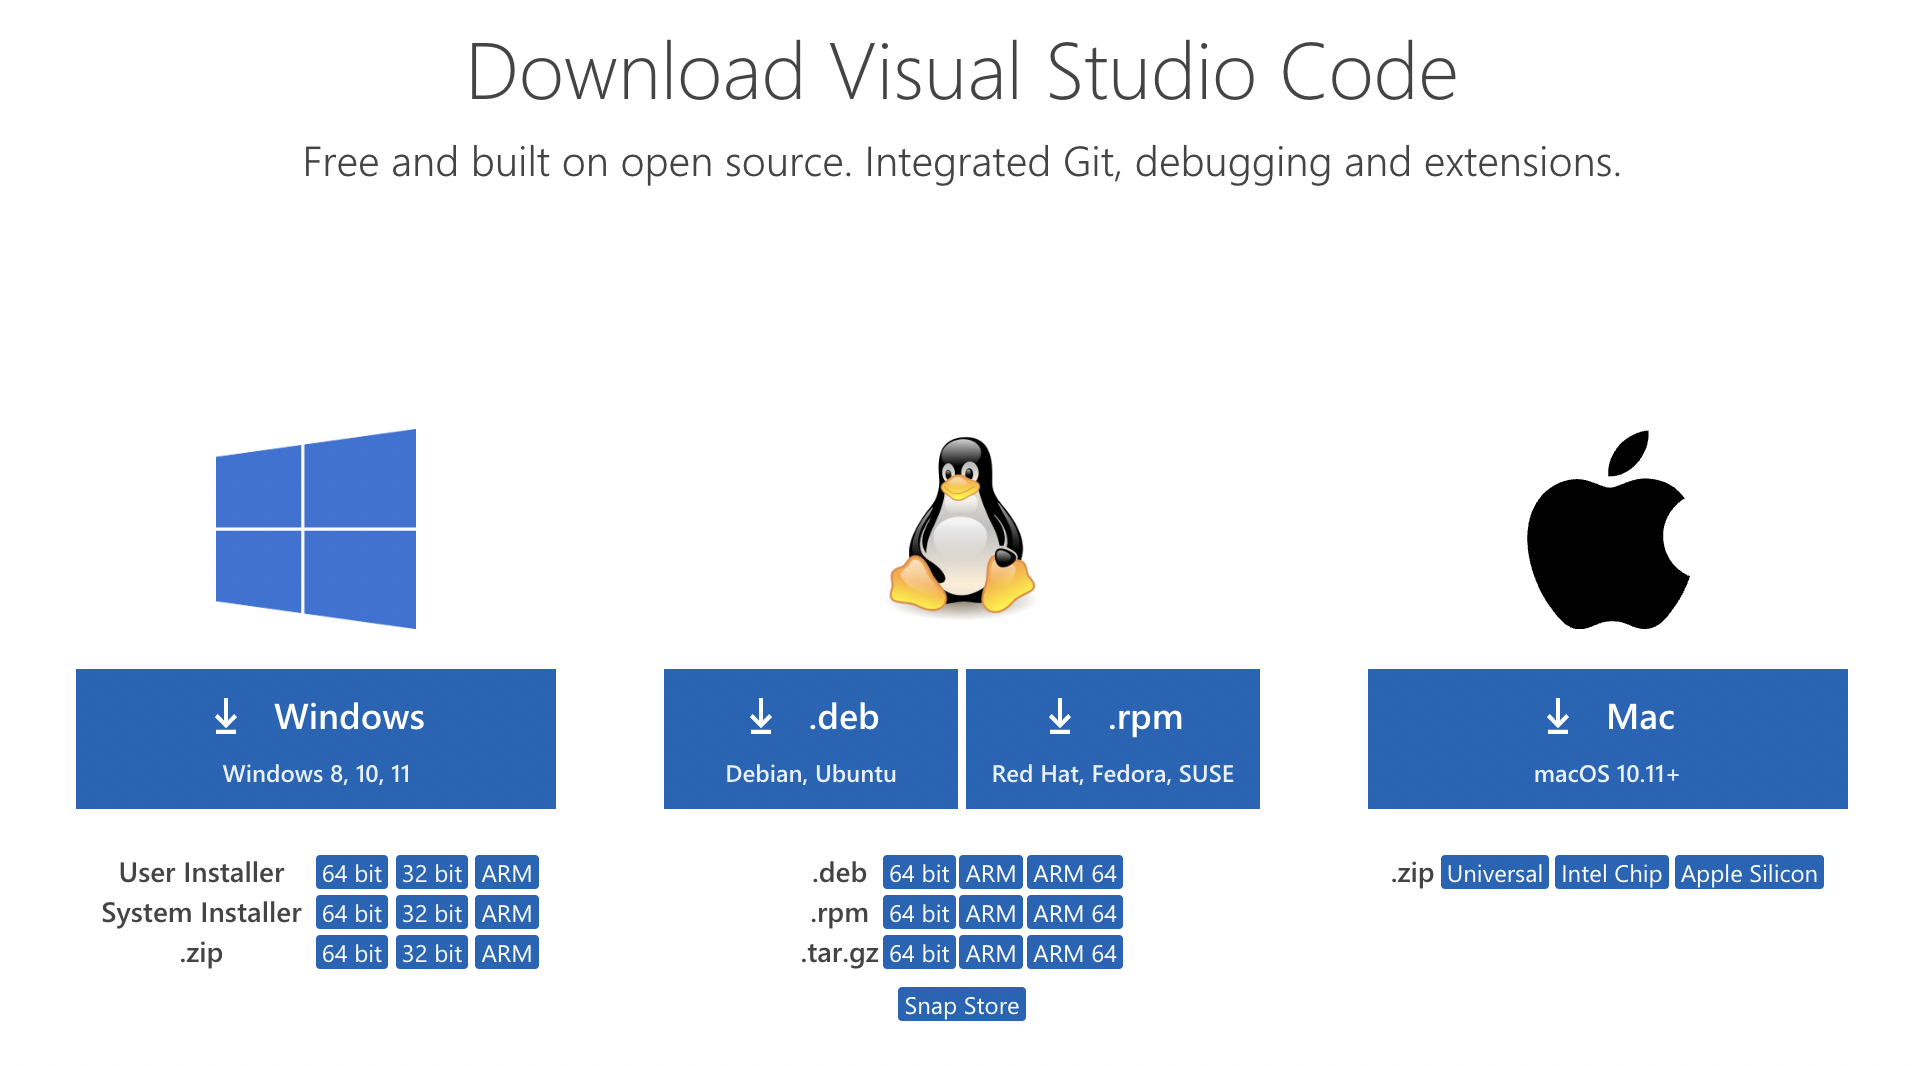 Download Visual Studio Code
Free and built on open source. Integrated Git, debugging and extensions.
Windows
Windows 8, 10, 11
User Installer 64 bit 32 bit ARM
System Installer 64 bit 32 bit ARM
.zip 64 bit 32 bit ARM
.deb
Debian, Ubuntu
.rpm
Red Hat, Fedora, SUSE
.deb 64 bit ARM ARM 64
.rpm 64 bit ARM ARM 64
.tar.gz 64 bit ARM ARM 64
Snap Store
Mac
macOS 10.11+
.zip Universal Intel Chip Apple Silicon